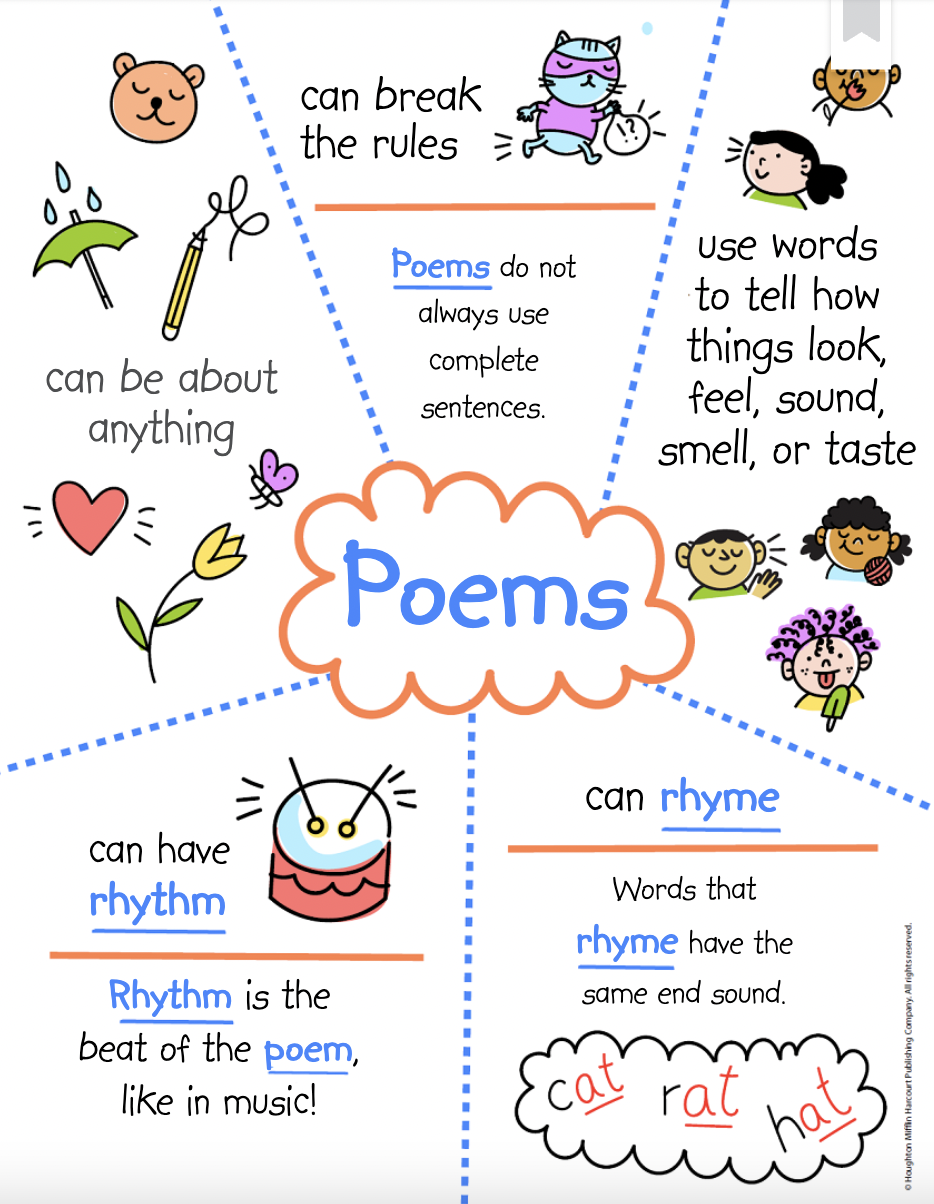 can break
the rules
!?
Poems do not
always use
complete
sentences.
use words
to tell how
things look,
feel, sound,
smell, or taste
can be about
anything
Poems
can have
rhythm
Rhythm is the
beat of the poem,
like in music!
can rhyme
Words that
rhyme have the
same end sound.
cat rat hat
© Houghton Mifflin Harcourt Publishing Company. All rights reserved.